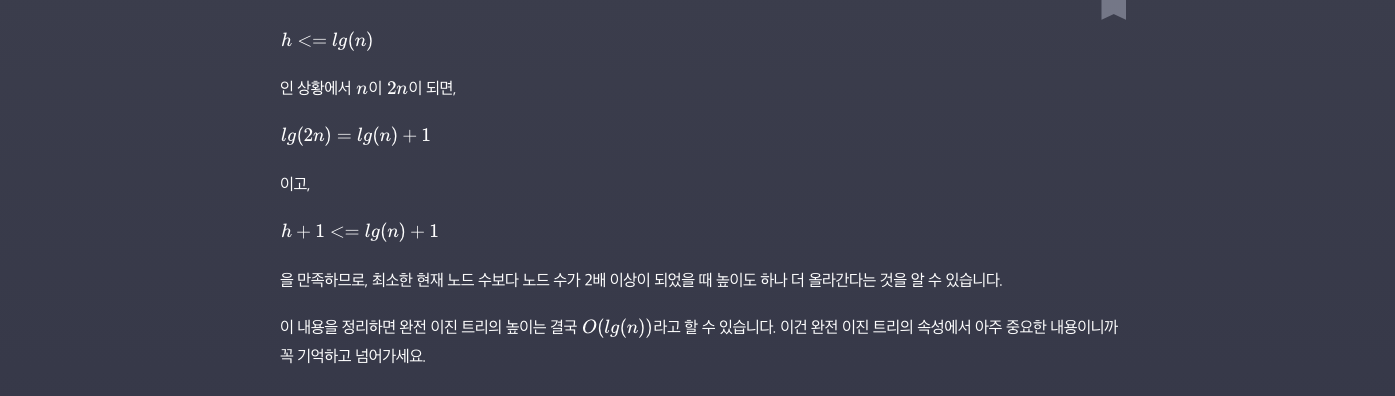 h <= lg(n)
인 상황에서 n이 2n이 되면,
lg(2n) = lg(n) + 1
이고,
h + 1 <= lg(n) + 1
을 만족하므로, 최소한 현재 노드 수보다 노드 수가 2배 이상이 되었을 때 높이도 하나 더 올라간다는 것을 알 수 있습니다.
이 내용을 정리하면 완전 이진 트리의 높이는 결국 O(lg(n))라고 할 수 있습니다. 이건 완전 이진 트리의 속성에서 아주 중요한 내용이니까
꼭 기억하고 넘어가세요.